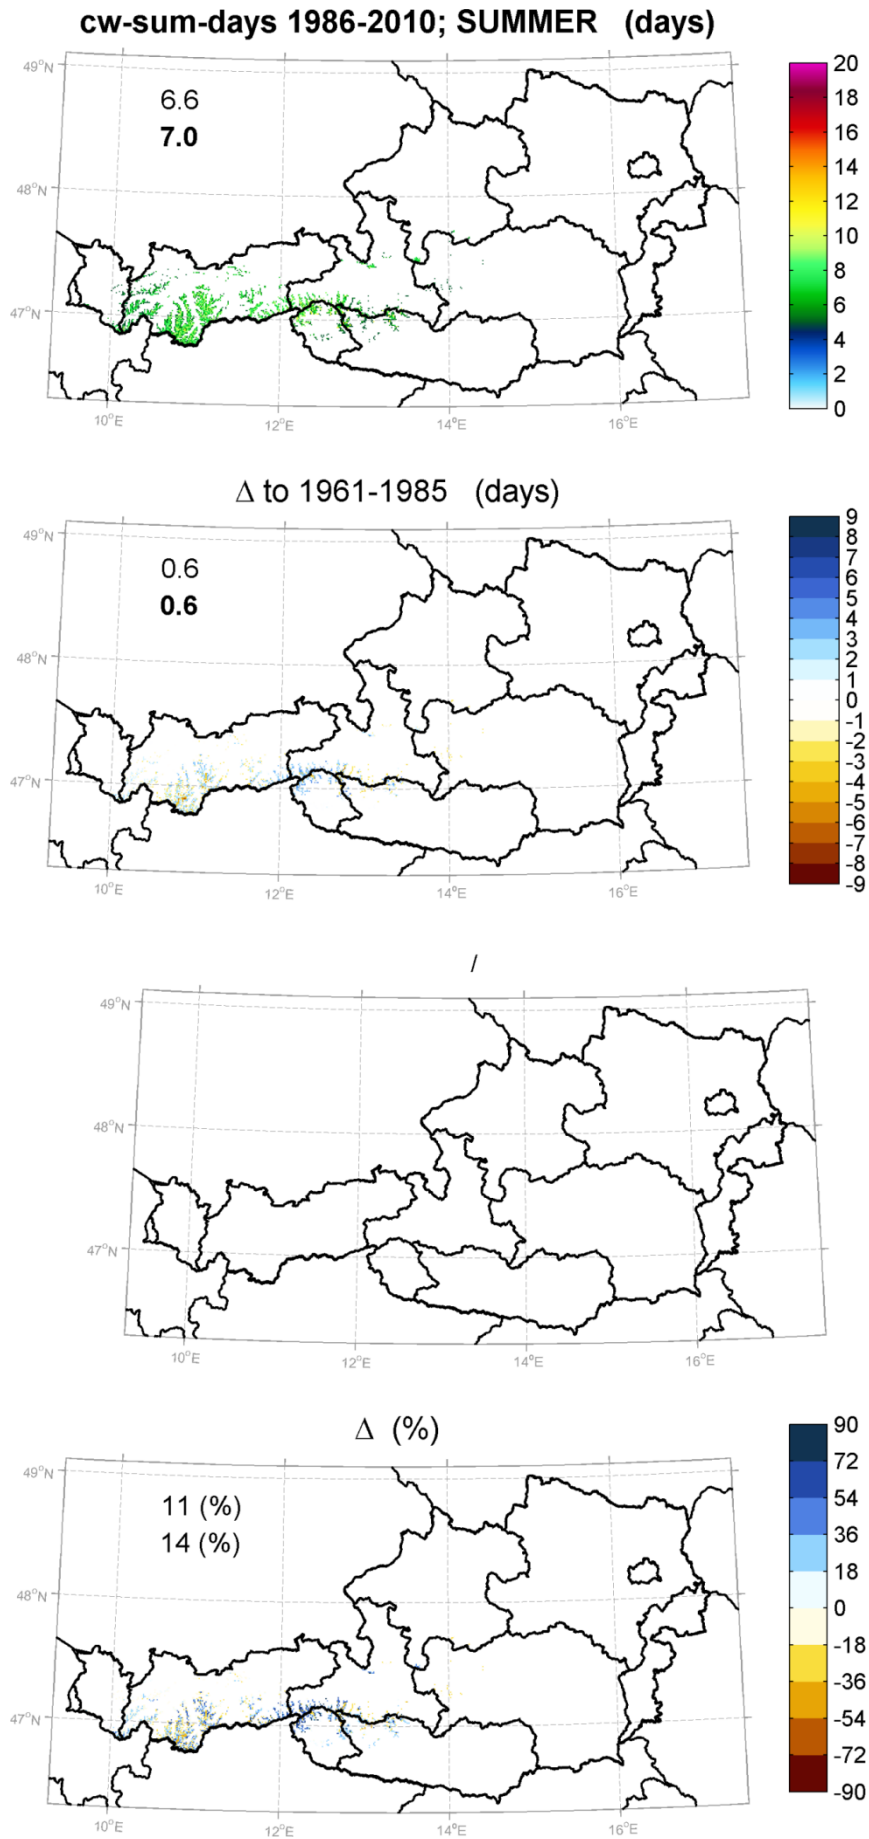 cw-sum-days 1986-2010; SUMMER (days)
49°N
48°N
47°N
10°E
12°E
14°E
16°E
6.6
7.0
20
18
16
14
12
10
8
6
4
2
0
Δ to 1961-1985 (days)
49°N
48°N
47°N
10°E
12°E
14°E
16°E
0.6
0.6
9
8
7
6
5
4
3
2
1
0
-1
-2
-3
-4
-5
-6
-7
-8
-9
/
49°N
48°N
47°N
10°E
12°E
14°E
16°E
Δ (%)
49°N
48°N
47°N
10°E
12°E
14°E
16°E
11 (%)
14 (%)
90
72
54
36
18
0
-18
-36
-54
-72
-90